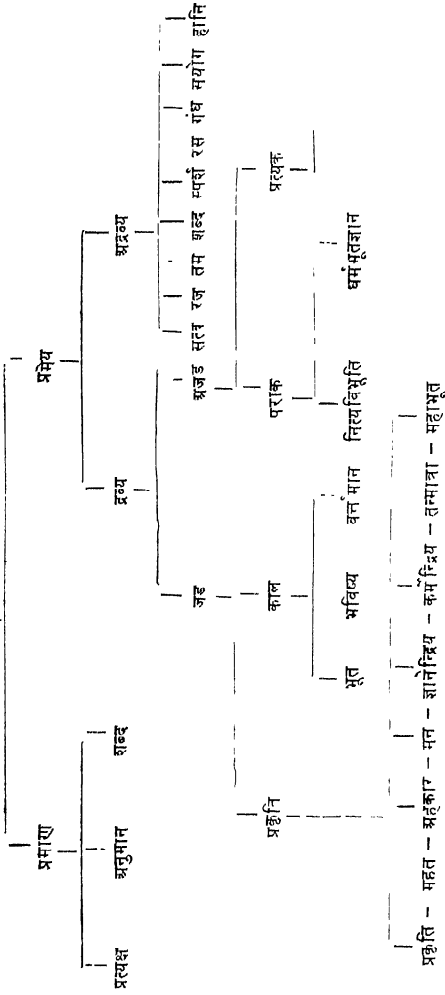 प्रमाण प्रमेय
प्रत्यक्ष अनुमान शब्द द्रव्य अद्रव्य
जड अजड सत्व रज तम शब्द स्पर्श रस गंध सयोग हानि
प्रकृति काल पराक प्रत्यक
भूत भविष्य वर्त्तमान नित्यविभूति धर्मभूतज्ञान
प्रकृति – महत – अहकार – मन – ज्ञानेन्द्रिय – कर्मेन्द्रिय – तन्मात्रा – महाभूत